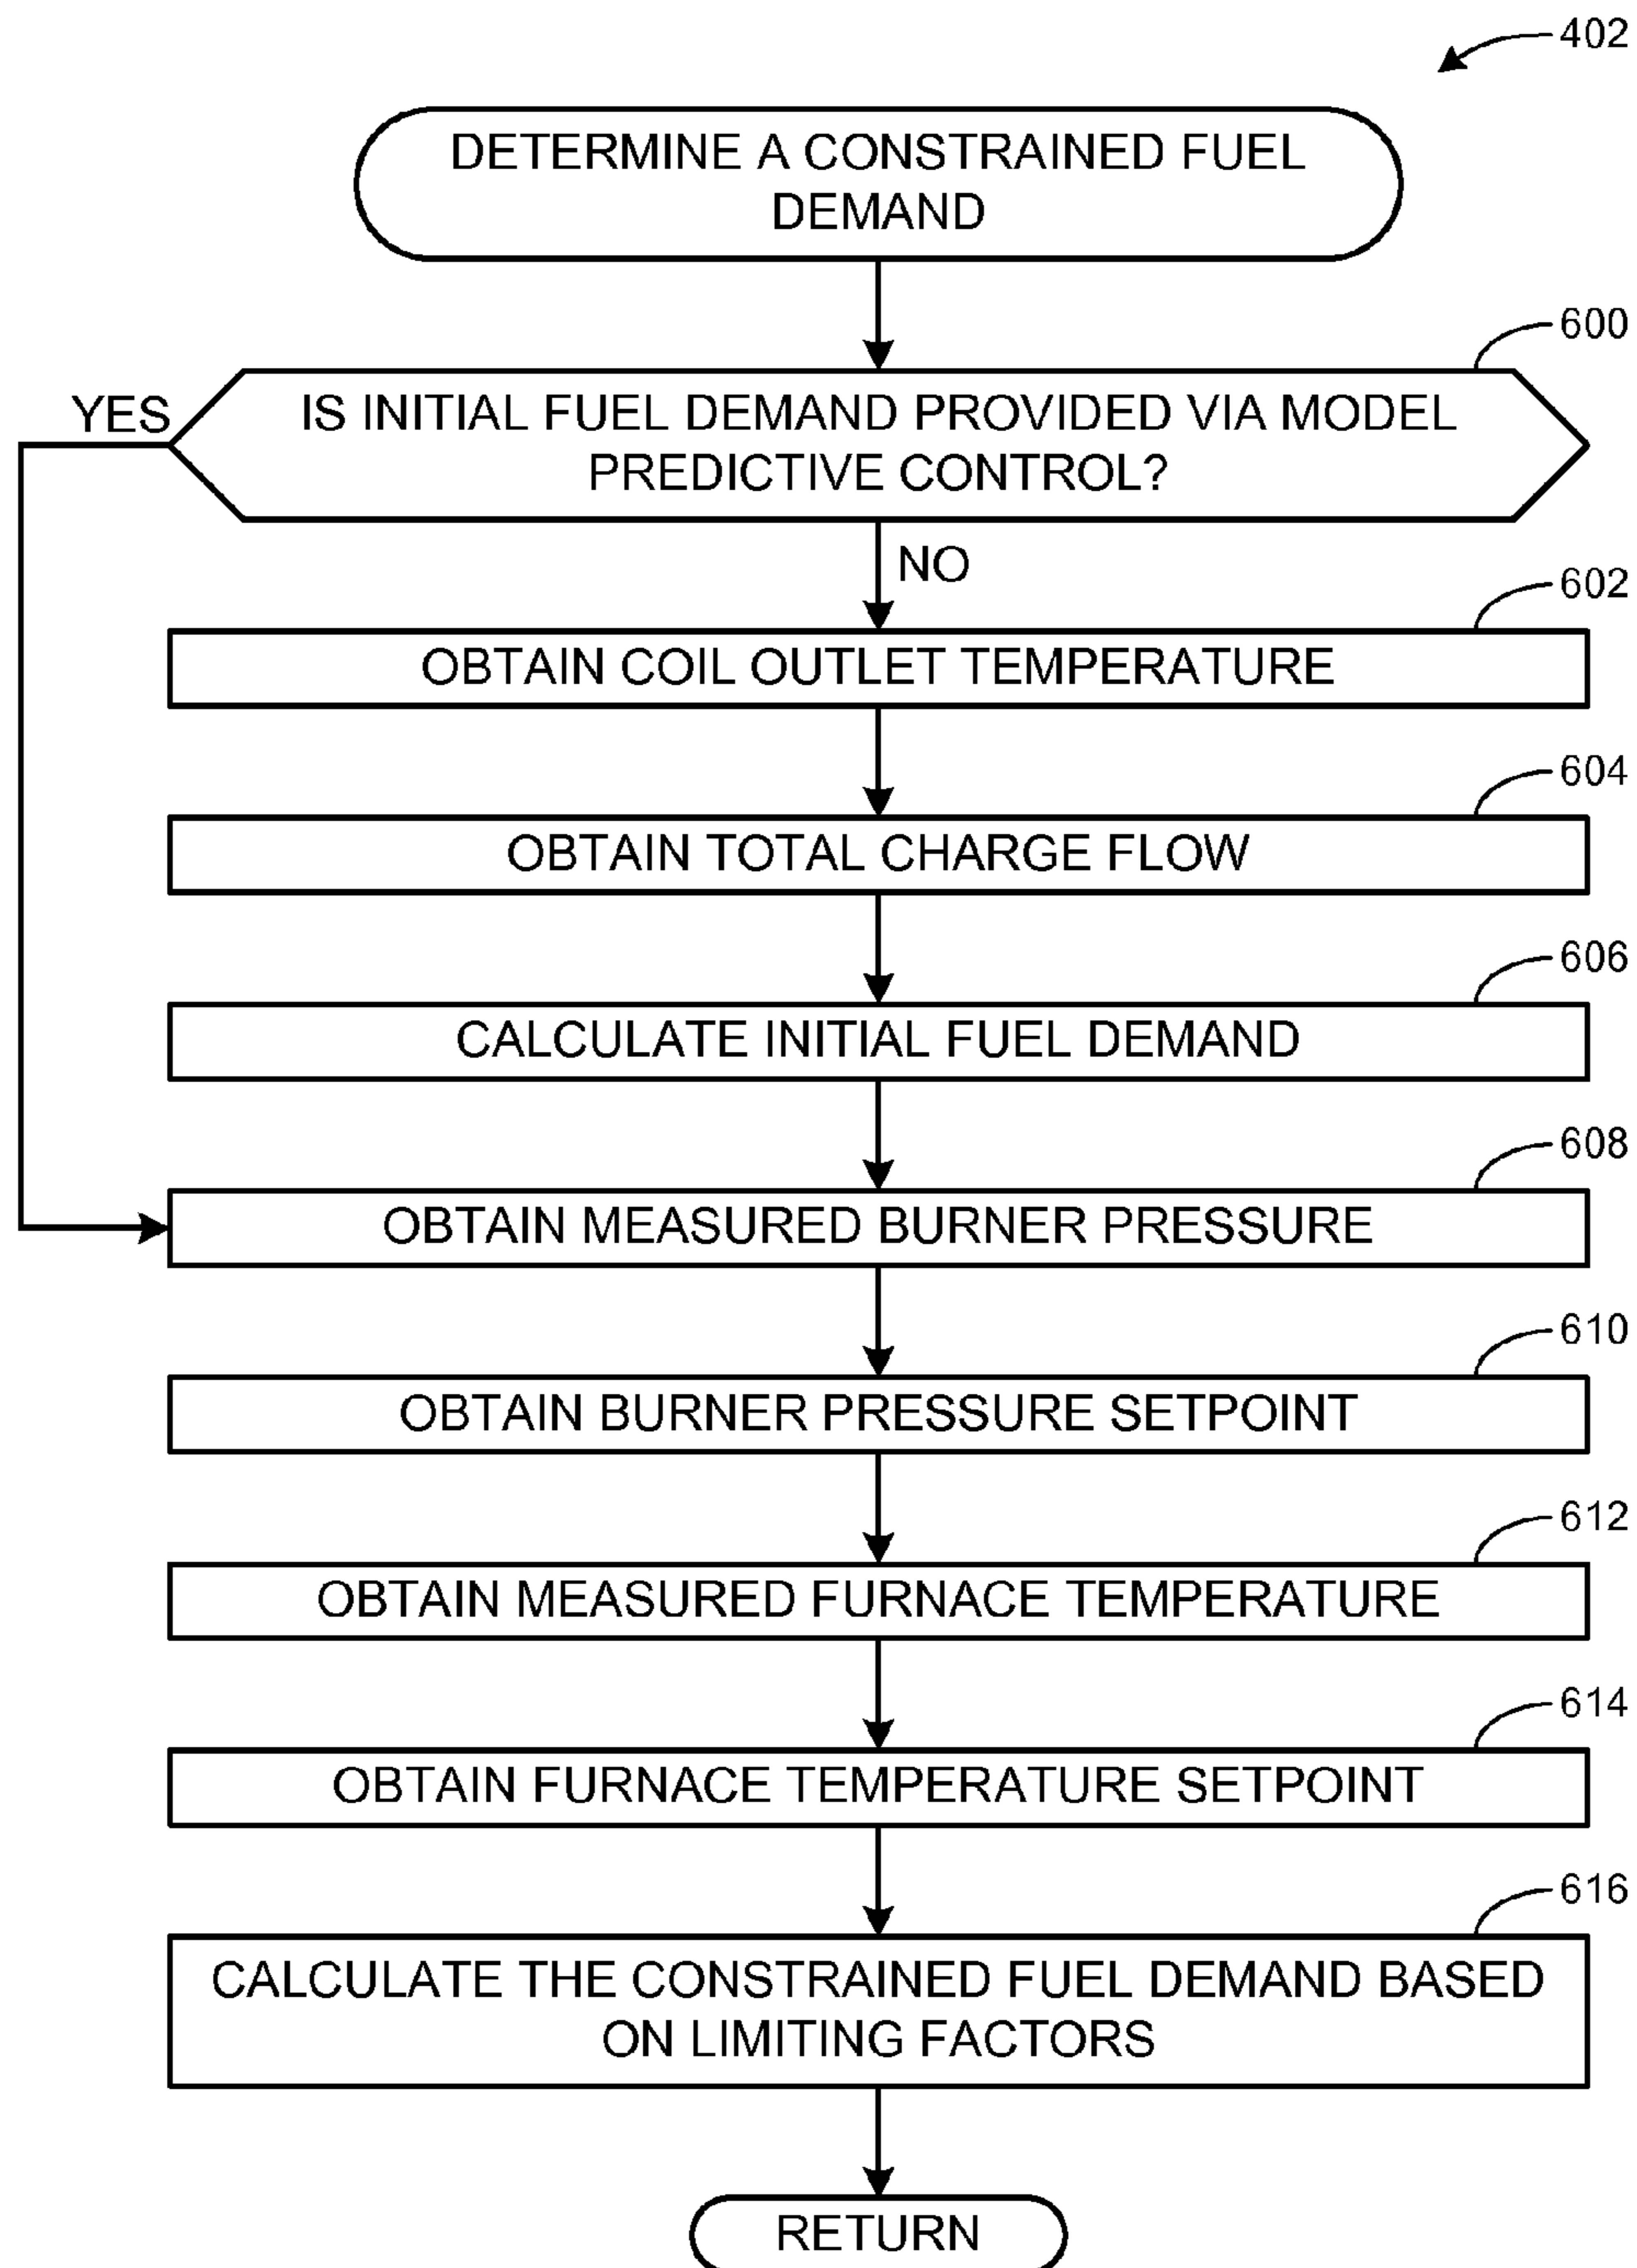 402
DETERMINE A CONSTRAINED FUEL
DEMAND
600
YES
IS INITIAL FUEL DEMAND PROVIDED VIA MODEL
PREDICTIVE CONTROL?
NO
602
OBTAIN COIL OUTLET TEMPERATURE
604
OBTAIN TOTAL CHARGE FLOW
606
CALCULATE INITIAL FUEL DEMAND
608
OBTAIN MEASURED BURNER PRESSURE
610
OBTAIN BURNER PRESSURE SETPOINT
612
OBTAIN MEASURED FURNACE TEMPERATURE
614
OBTAIN FURNACE TEMPERATURE SETPOINT
616
CALCULATE THE CONSTRAINED FUEL DEMAND BASED
ON LIMITING FACTORS
RETURN